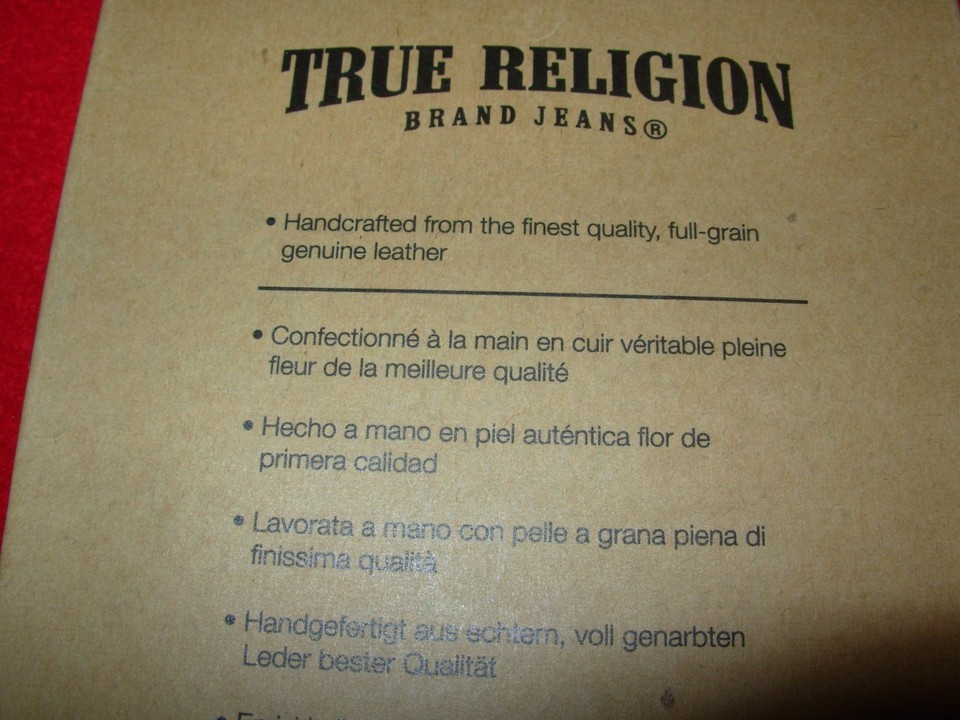 TRUE RELIGION
BRAND JEANS®
• Handcrafted from the finest quality, full-grain
genuine leather
• Confectionné à la main en cuir véritable pleine
fleur de la meilleure qualité
• Hecho a mano en piel auténtica flor de
primera calidad
• Lavorata a mano con pelle a grana piena di
finissima qualità
• Handgefertigt aus echtem, voll genarbten
Leder bester Qualität